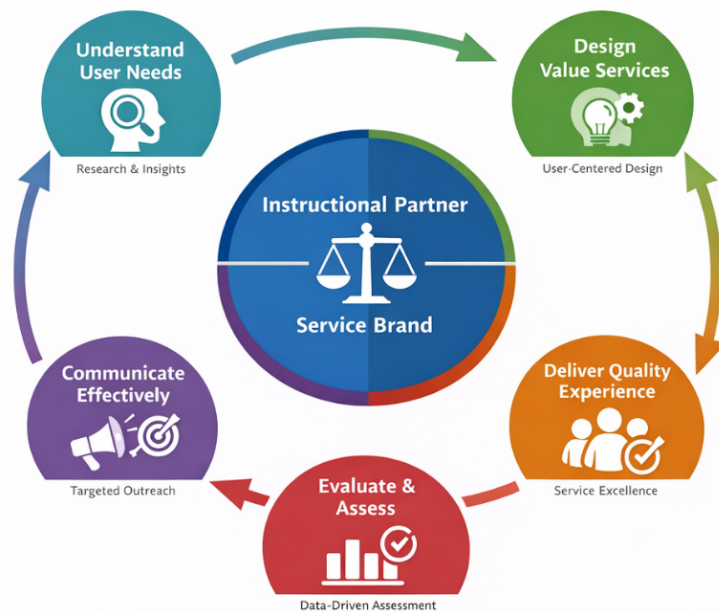 Understand
User Needs
Research & Insights
Design
Value Services
User-Centered Design
Instructional Partner
Service Brand
Deliver Quality
Experience
Service Excellence
Evaluate &
Assess
Data-Driven Assessment
Communicate
Effectively
Targeted Outreach